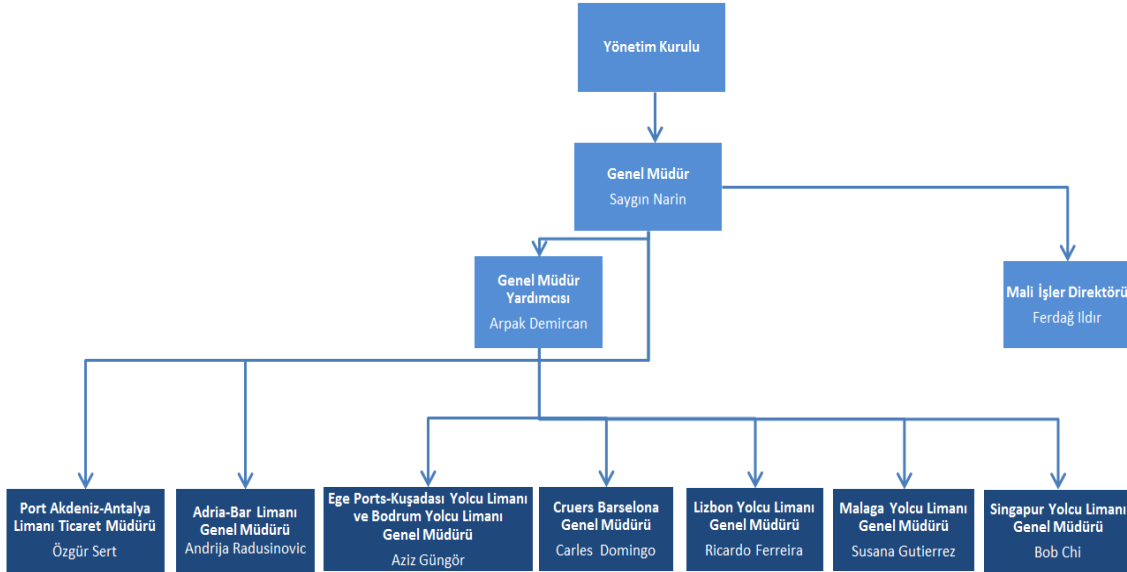 Yönetim Kurulu
Genel Müdür
Saygın Narin
Genel Müdür
Yardımcısı
Arpak Demircan
Mali İşler Direktörü
Ferdağ Ildır
Port Akdeniz-Antalya
Limanı Ticaret Müdürü
Özgür Sert
Adria-Bar Limanı
Genel Müdürü
Andrija Radusinovic
Ege Ports-Kuşadası Yolcu Limanı
ve Bodrum Yolcu Limanı
Genel Müdürü
Aziz Güngör
Cruers Barselona
Genel Müdürü
Carles Domingo
Lizbon Yolcu Limanı
Genel Müdürü
Ricardo Ferreira
Malaga Yolcu Limanı
Genel Müdürü
Susana Gutierrez
Singapur Yolcu Limanı
Genel Müdürü
Bob Chi